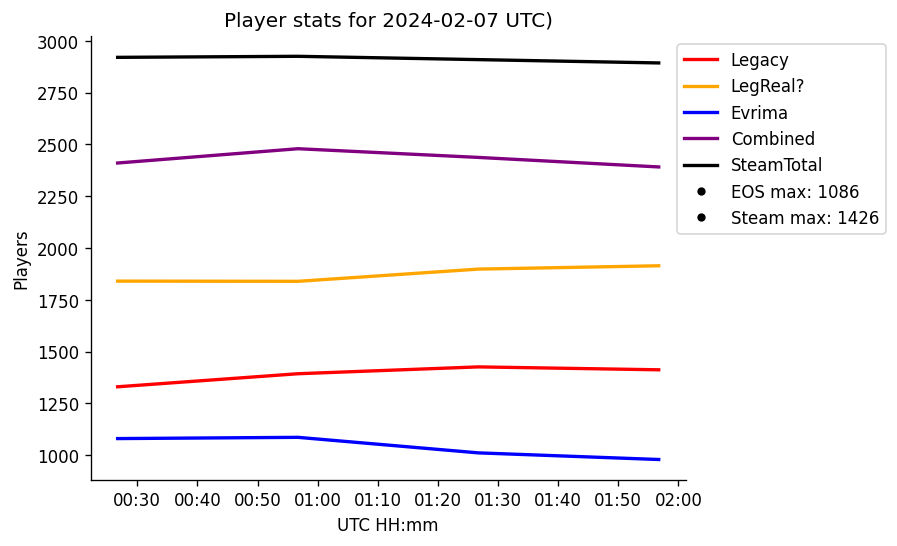 Player stats for 2024-02-07 UTC)
3000
2750
2500
2250
2000
1750
1500
1250
1000
Players
00:30 00:40 00:50 01:00 01:10 01:20 01:30 01:40 01:50 02:00
UTC HH:mm
Legacy
LegReal?
Evrima
Combined
SteamTotal
EOS max: 1086
Steam max: 1426